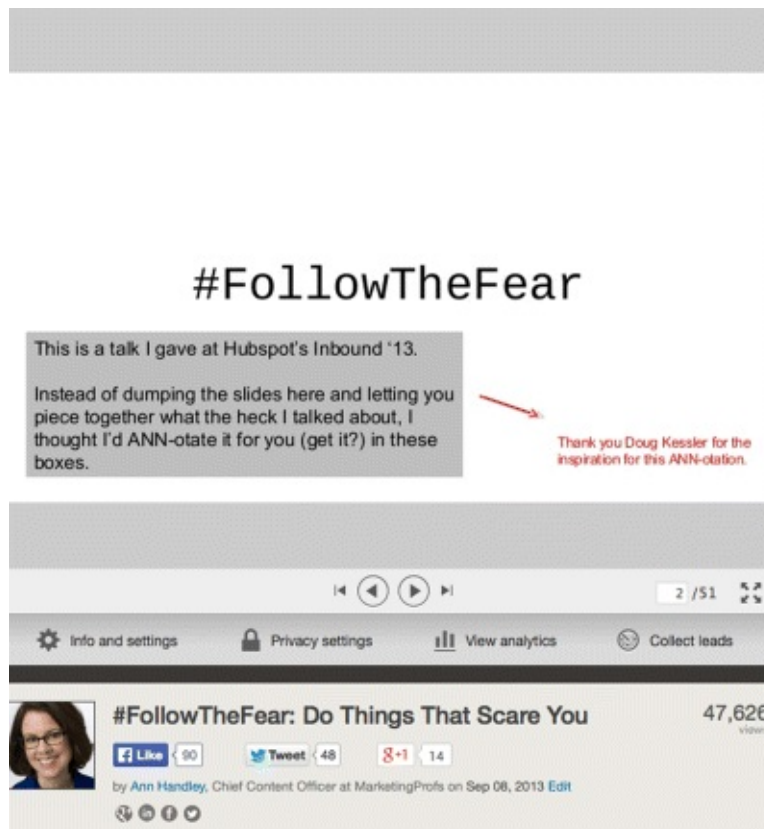 #FollowTheFear
This is a talk I gave at Hubspot's Inbound '13.
Instead of dumping the slides here and letting you
piece together what the heck I talked about, I
thought I'd ANN-otate it for you (get it?) in these
boxes.
Thank you Doug Kessler for the
inspiration for this ANN-otation.
2 /51
Info and settings
Privacy settings
View analytics
Collect leads
#FollowTheFear: Do Things That Scare You
47,626
views
Like 90
Tweet 48
g+1 14
by Ann Handley, Chief Content Officer at MarketingProfs on Sep 08, 2013 Edit